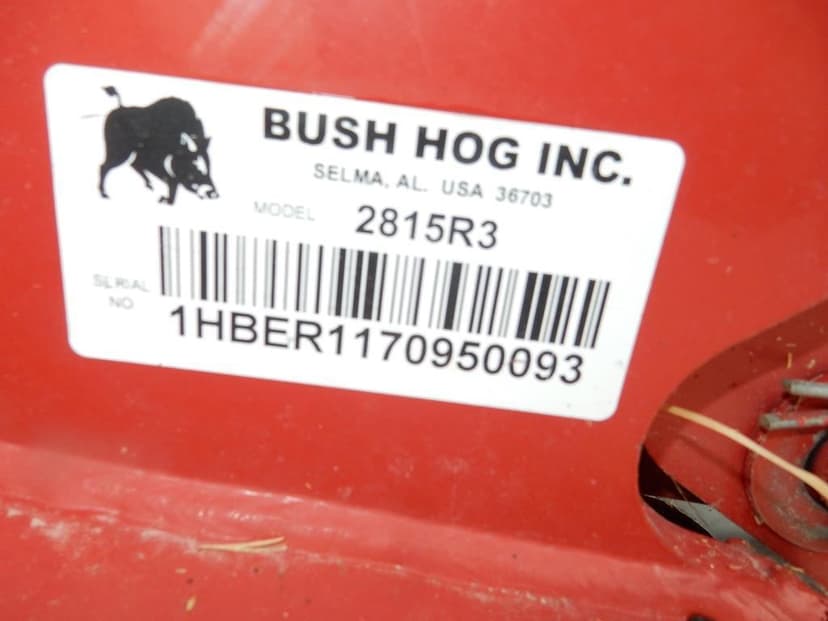 BUSH HOG INC.
SELMA, AL. USA 36703
MODEL 2815R3
SERIAL
NO
1HBER1170950093